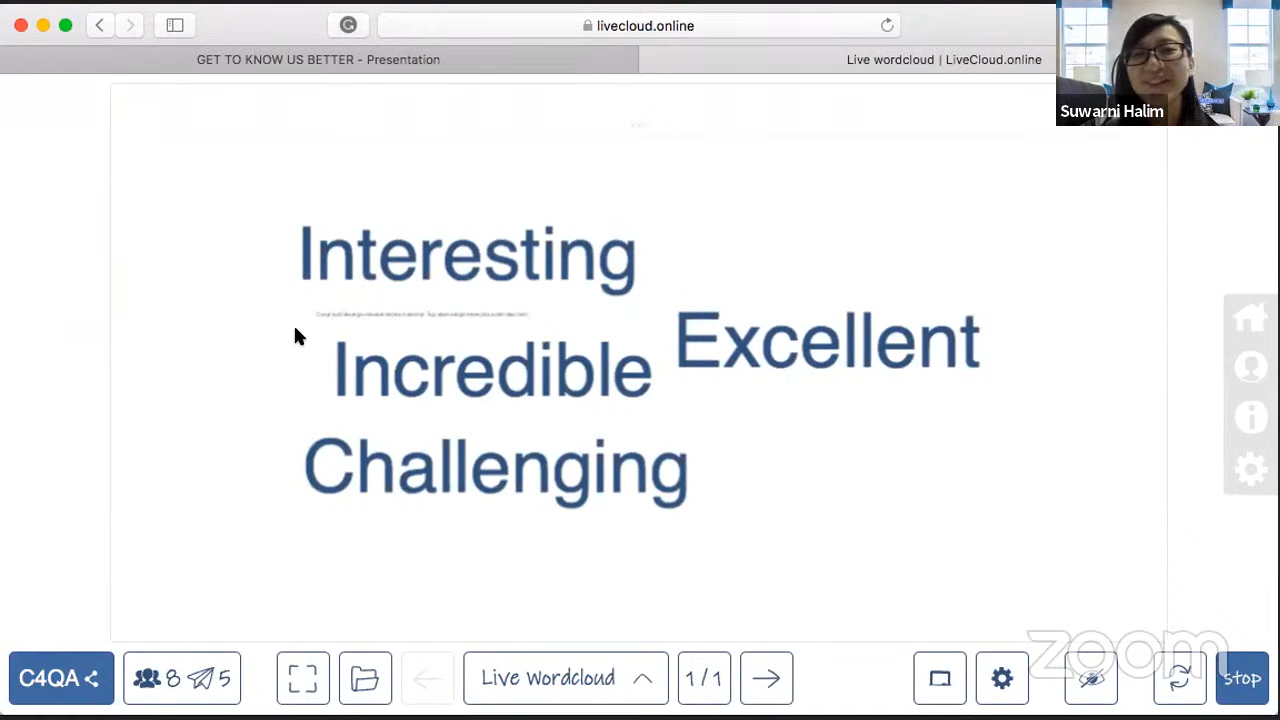 livecloud.online
GET TO KNOW US BETTER - Presentation
Live wordcloud | LiveCloud.online
Suwarni Halim
Interesting
Excellent
Incredible
Challenging
C4QA
8
5
Live Wordcloud
1/1
zoom
stop